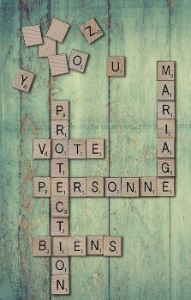 Z
Y
O
U
MARIAGE
PROTECTION
VOTE
PERSONNE
BIENS